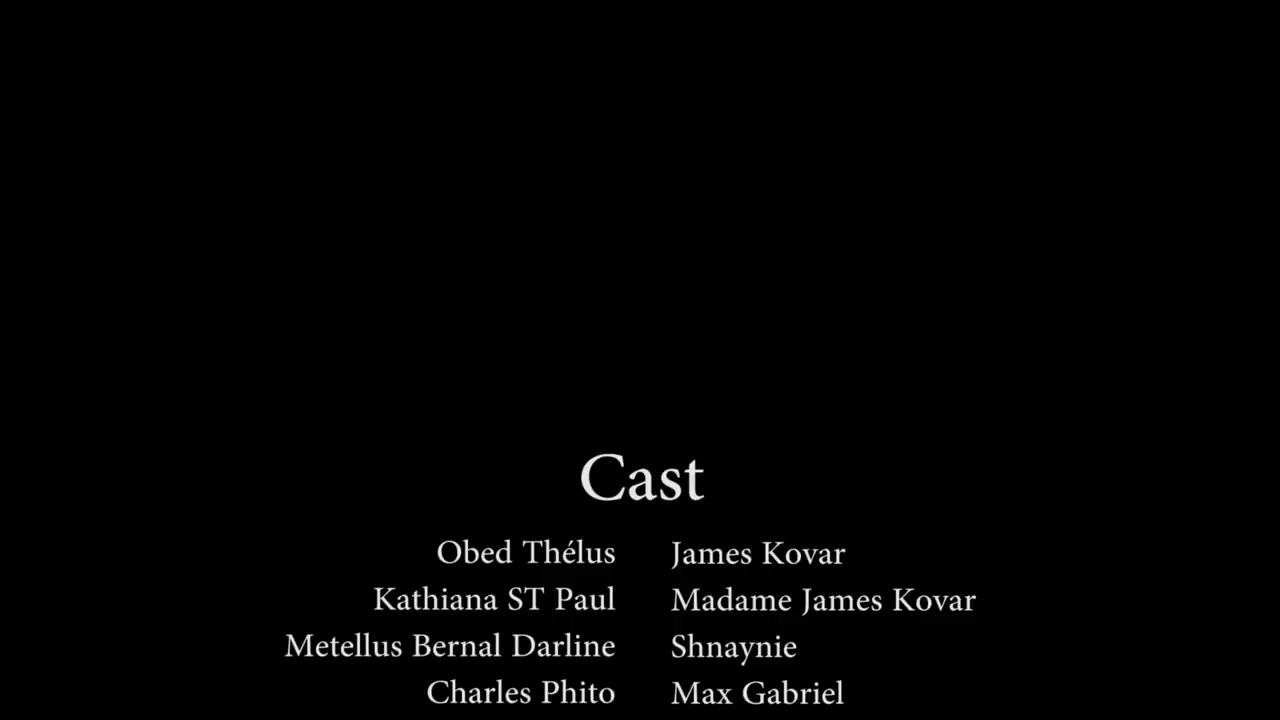 Cast
Obed Thélus James Kovar
Kathiana ST Paul Madame James Kovar
Metellus Bernal Darline Shnaynie
Charles Phito Max Gabriel